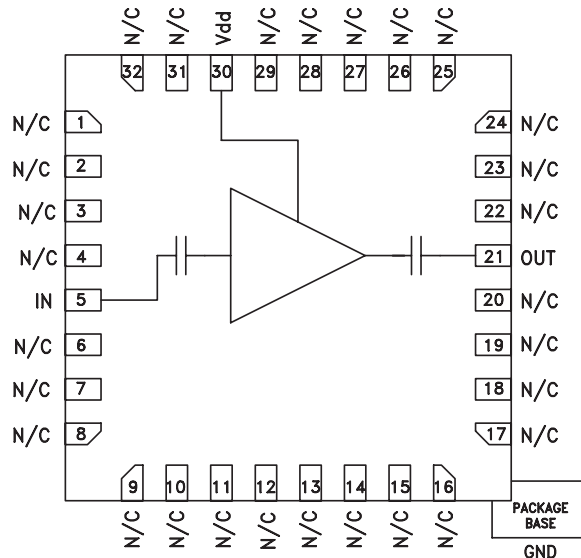 N/C N/C Vdd N/C N/C N/C N/C N/C
32 31 30 29 28 27 26 25
N/C 1 24 N/C
N/C 2 23 N/C
N/C 3 22 N/C
N/C 4 21 OUT
IN 5 20 N/C
N/C 6 19 N/C
N/C 7 18 N/C
N/C 8 17 N/C
9 10 11 12 13 14 15 16
N/C N/C N/C N/C N/C N/C N/C N/C
PACKAGE
BASE
GND